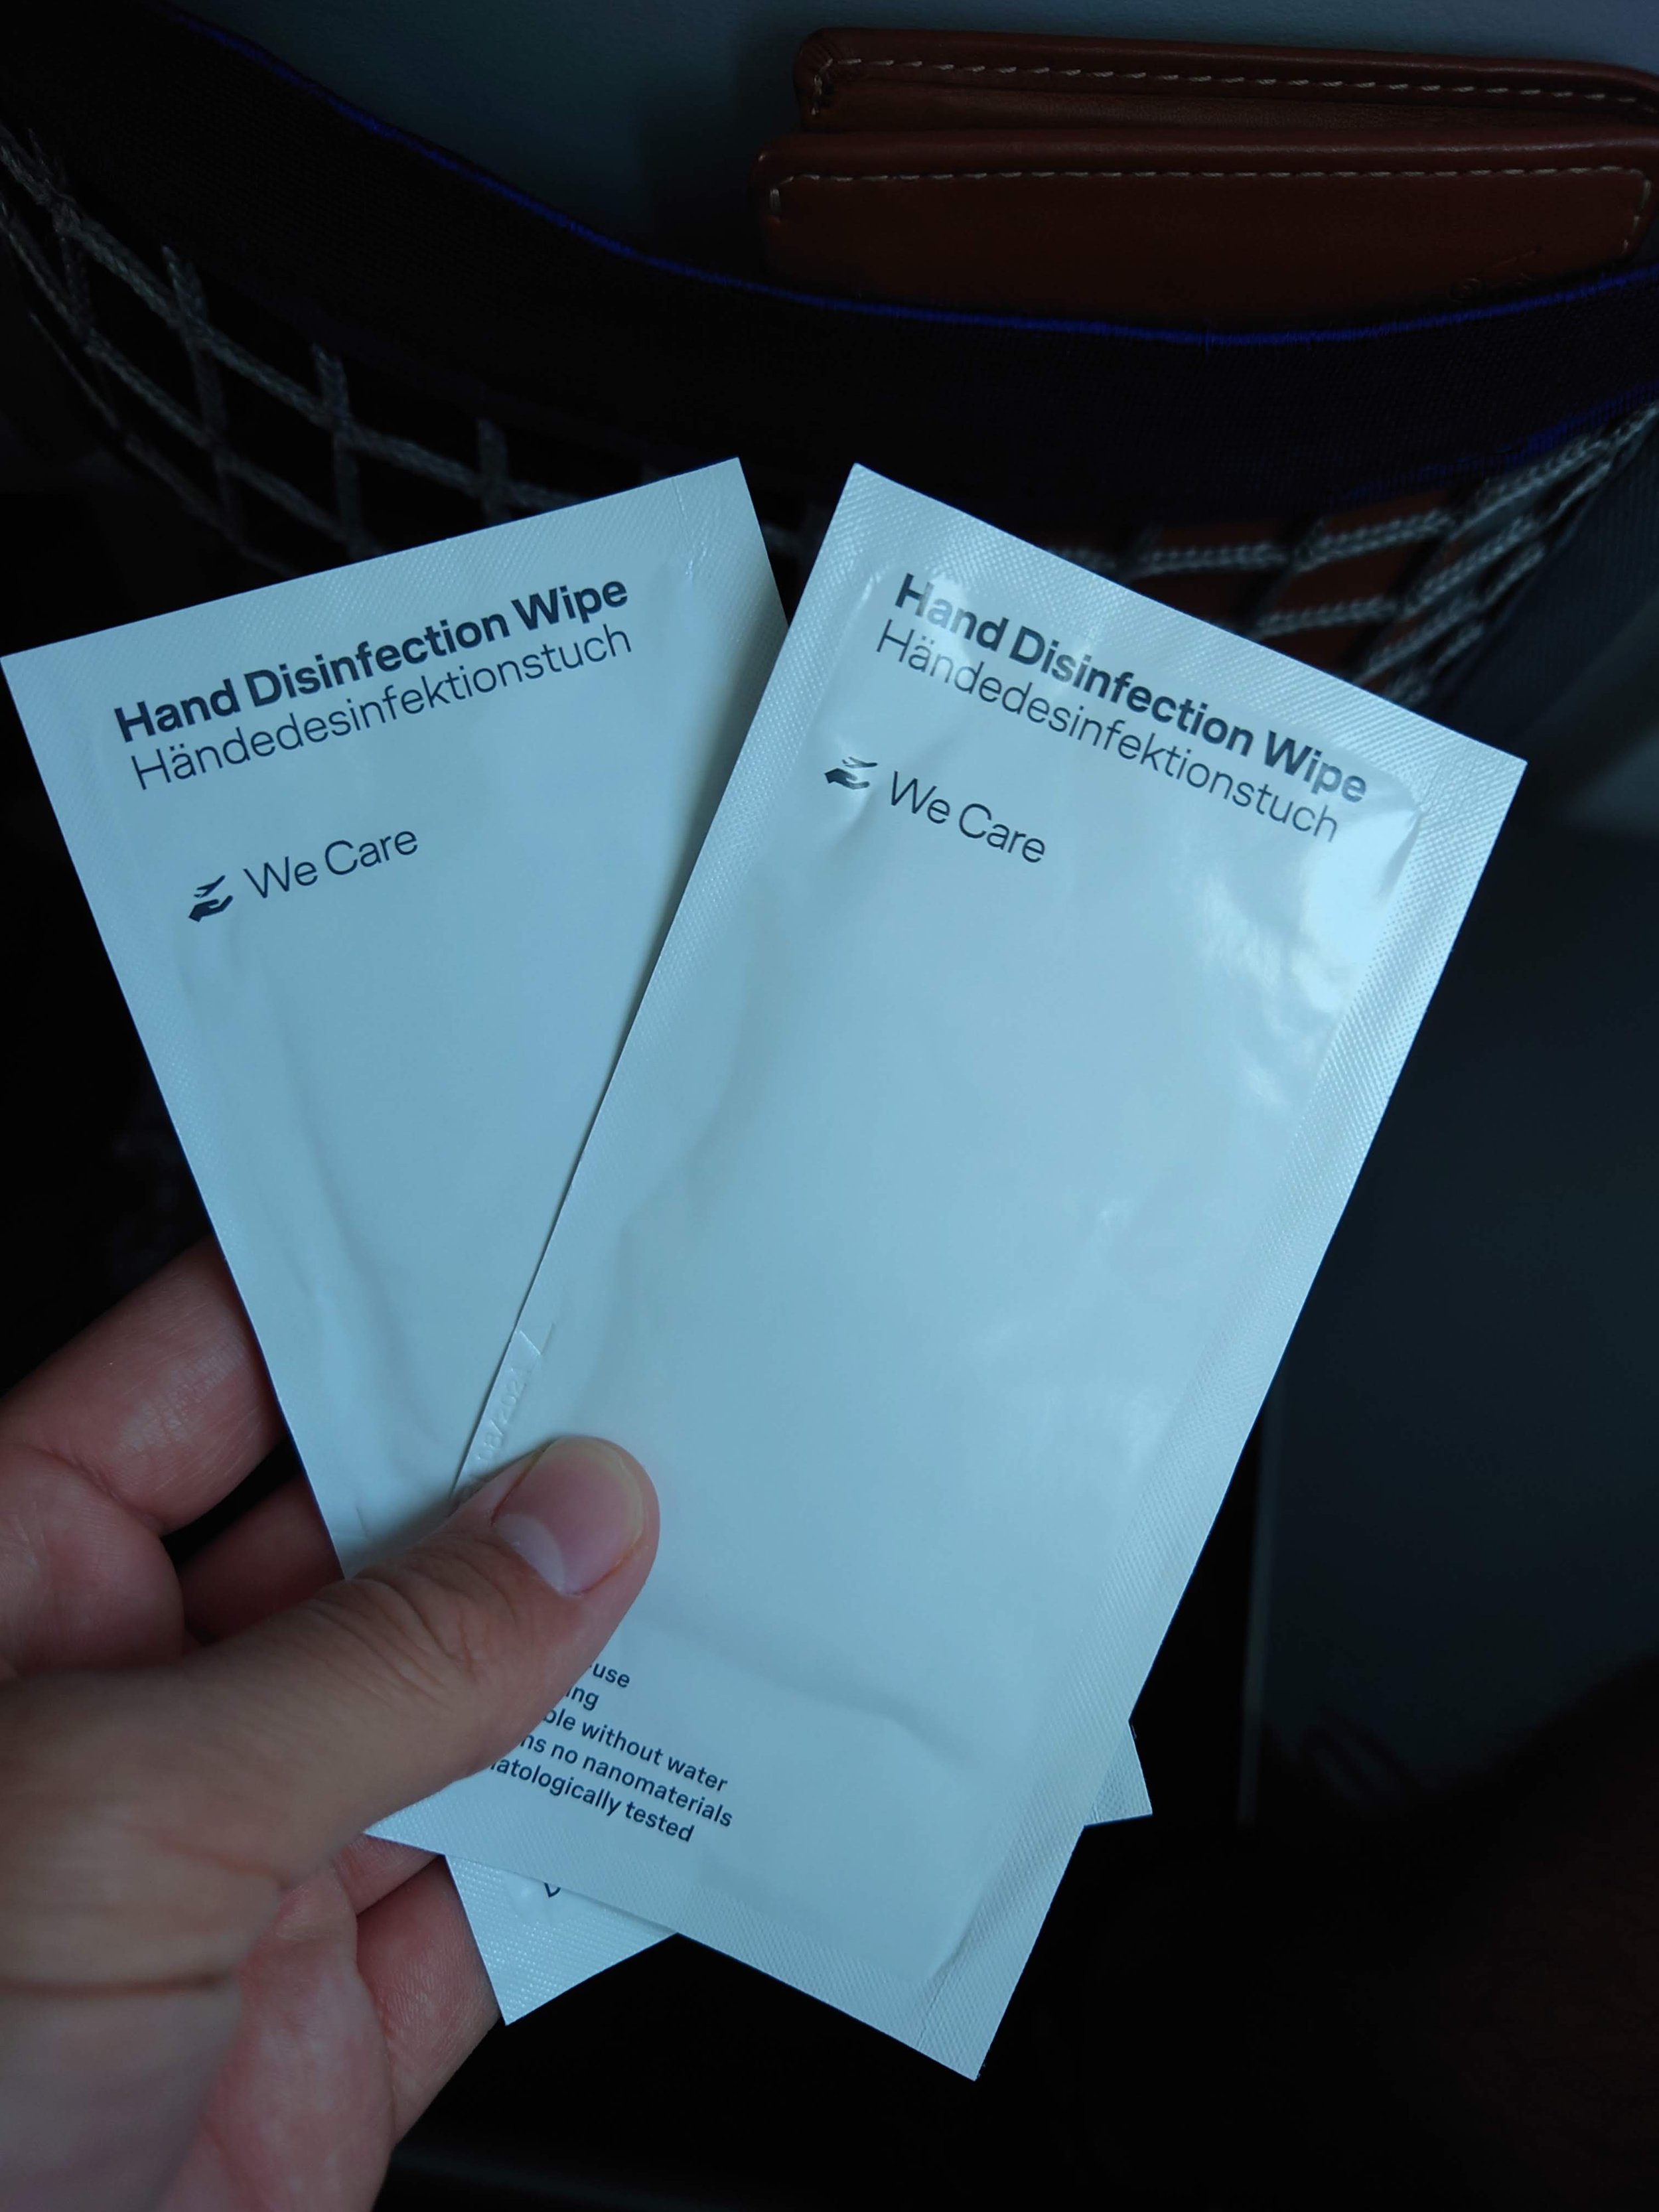 Hand Disinfection Wipe
Händedesinfektionstuch
We Care
Hand Disinfection Wipe
Händedesinfektionstuch
We Care
use
ing
ble without water
ns no nanomaterials
atologically tested